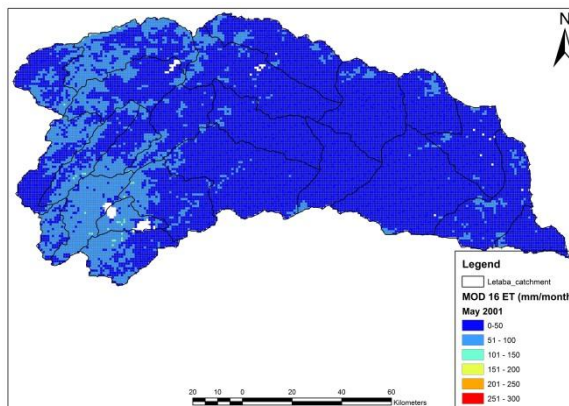 N
Legend
Letaba_catchment
MOD 16 ET (mm/month
May 2001
0-50
51 - 100
101 - 150
151 - 200
201 - 250
251 - 300
20 10 0 20 40 60
Kilometers